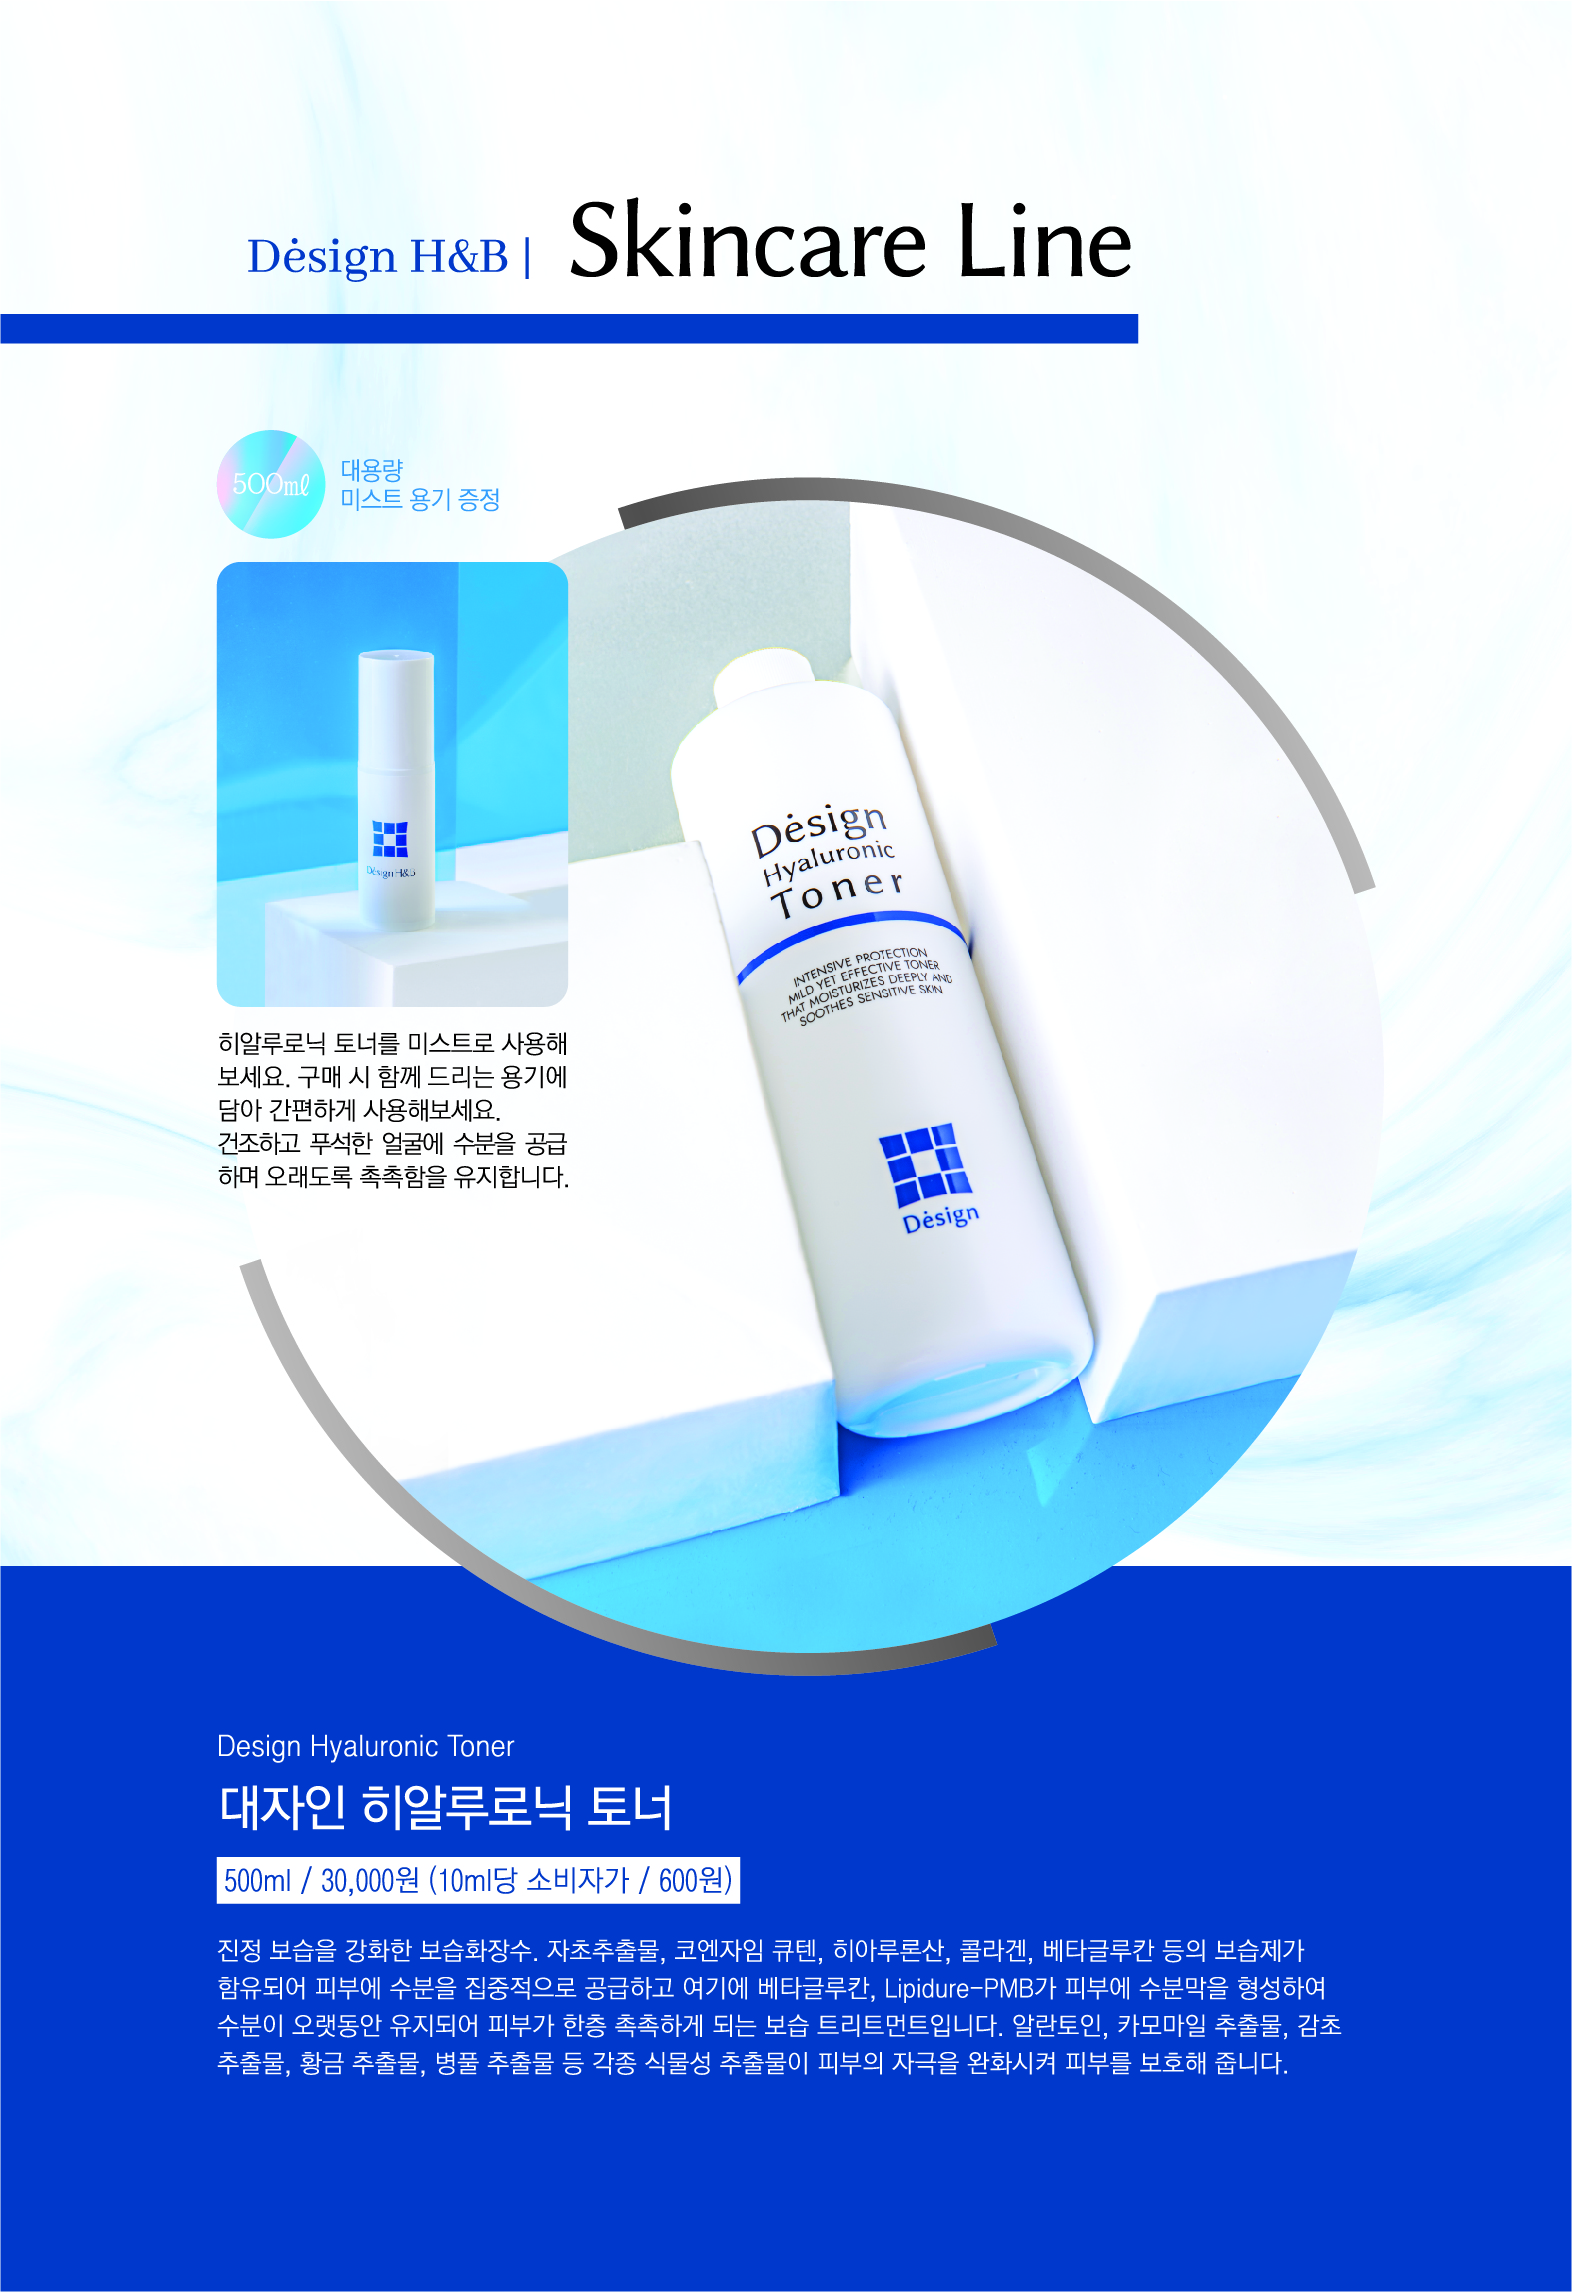 Dėsign H&B | Skincare Line
500mℓ
대용량
미스트 용기 증정
Dėsign H&B
히알루로닉 토너를 미스트로 사용해
보세요. 구매 시 함께 드리는 용기에
담아 간편하게 사용해보세요.
건조하고 푸석한 얼굴에 수분을 공급
하며 오래도록 촉촉함을 유지합니다.
Dėsign
Hyaluronic
Toner
INTENSIVE PROTECTION
MILD YET EFFECTIVE TONER
THAT MOISTURIZES DEEPLY AND
SOOTHES SENSITIVE SKIN
Dėsign
Design Hyaluronic Toner
대자인 히알루로닉 토너
500ml / 30,000원 (10ml당 소비자가 / 600원)
진정 보습을 강화한 보습화장수. 자초추출물, 코엔자임 큐텐, 히아루론산, 콜라겐, 베타글루칸 등의 보습제가
함유되어 피부에 수분을 집중적으로 공급하고 여기에 베타글루칸, Lipidure-PMB가 피부에 수분막을 형성하여
수분이 오랫동안 유지되어 피부가 한층 촉촉하게 되는 보습 트리트먼트입니다. 알란토인, 카모마일 추출물, 감초
추출물, 황금 추출물, 병풀 추출물 등 각종 식물성 추출물이 피부의 자극을 완화시켜 피부를 보호해 줍니다.